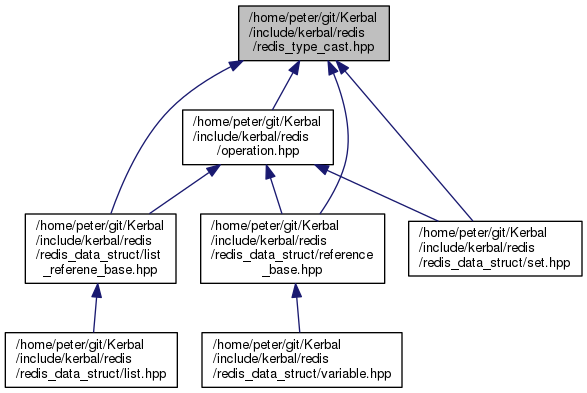 /home/peter/git/Kerbal
/include/kerbal/redis
/redis_type_cast.hpp
/home/peter/git/Kerbal
/include/kerbal/redis
/operation.hpp
/home/peter/git/Kerbal
/include/kerbal/redis
/redis_data_struct/list
_referene_base.hpp
/home/peter/git/Kerbal
/include/kerbal/redis
/redis_data_struct/reference
_base.hpp
/home/peter/git/Kerbal
/include/kerbal/redis
/redis_data_struct/set.hpp
/home/peter/git/Kerbal
/include/kerbal/redis
/redis_data_struct/list.hpp
/home/peter/git/Kerbal
/include/kerbal/redis
/redis_data_struct/variable.hpp